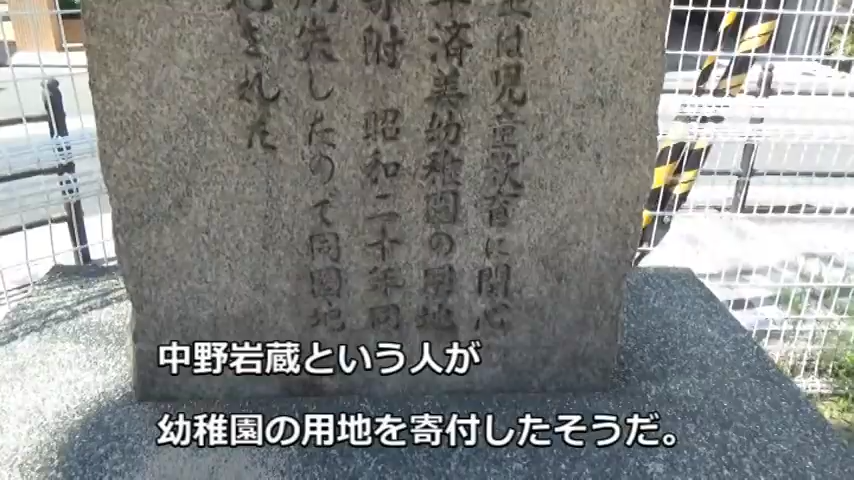 は児童教育に関心
済美幼稚園の用地
寄附 昭和二十年同
失したので同園地
された
中野岩蔵という人が
幼稚園の用地を寄付したそうだ。